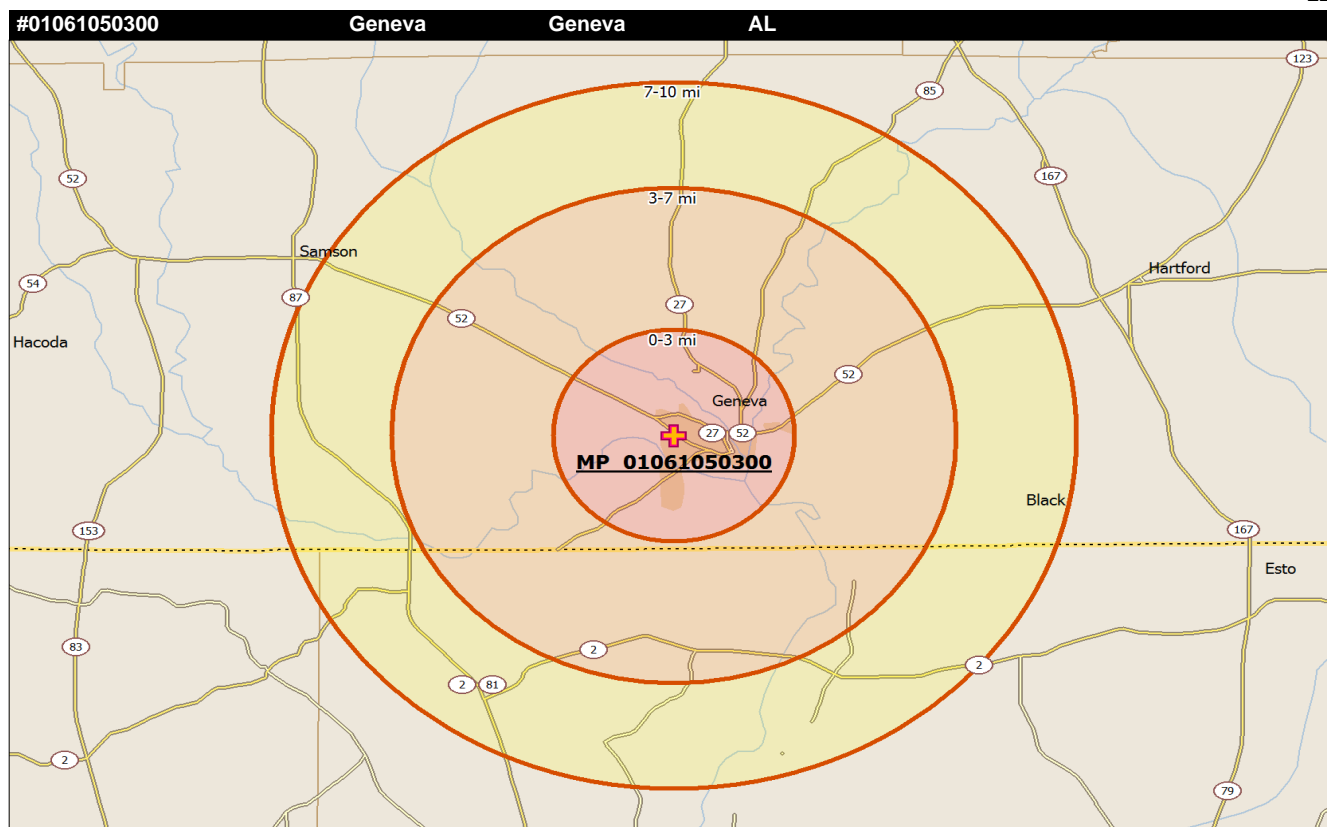 #01061050300 Geneva Geneva AL
123
7-10 mi
85
52
167
3-7 mi
Samson
Hartford
54
87
27
52
Hacoda
0-3 mi
52
Geneva
27 52
MP 01061050300
Black
153
167
Esto
83
2
2
2 81
2
79